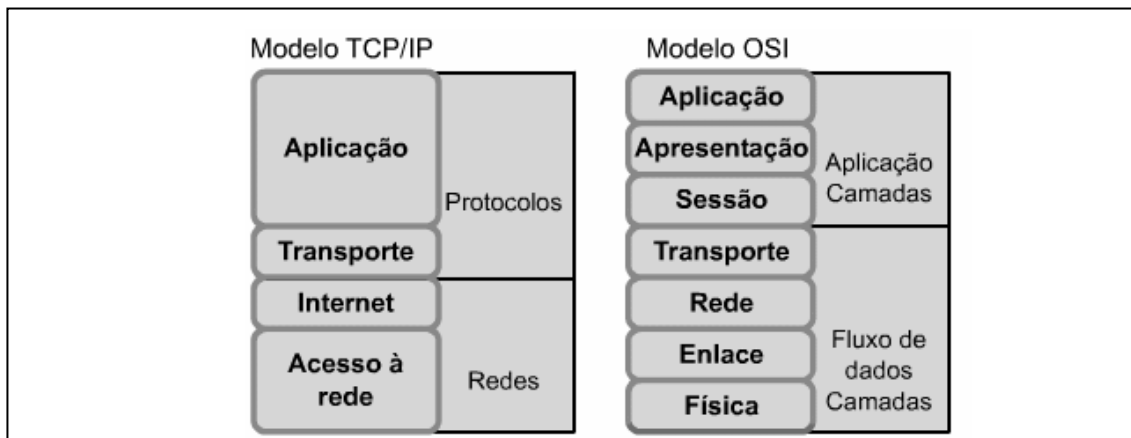 Modelo TCP/IP
Aplicação
Transporte
Internet
Acesso à
rede
Protocolos
Redes
Modelo OSI
Aplicação
Apresentação
Sessão
Transporte
Rede
Enlace
Física
Aplicação
Camadas
Fluxo de
dados
Camadas